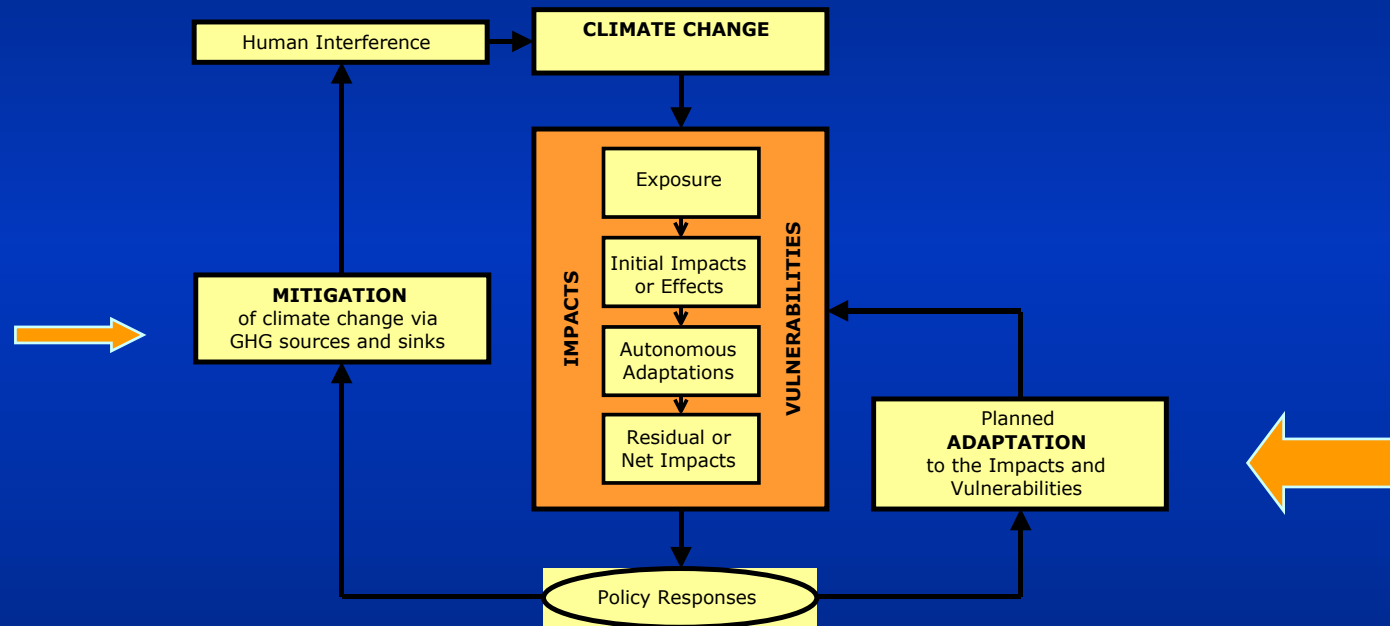 Human Interference
CLIMATE CHANGE
Exposure
Initial Impacts
or Effects
Autonomous
Adaptations
Residual or
Net Impacts
IMPACTS
VULNERABILITIES
MITIGATION
of climate change via
GHG sources and sinks
Planned
ADAPTATION
to the Impacts and
Vulnerabilities
Policy Responses